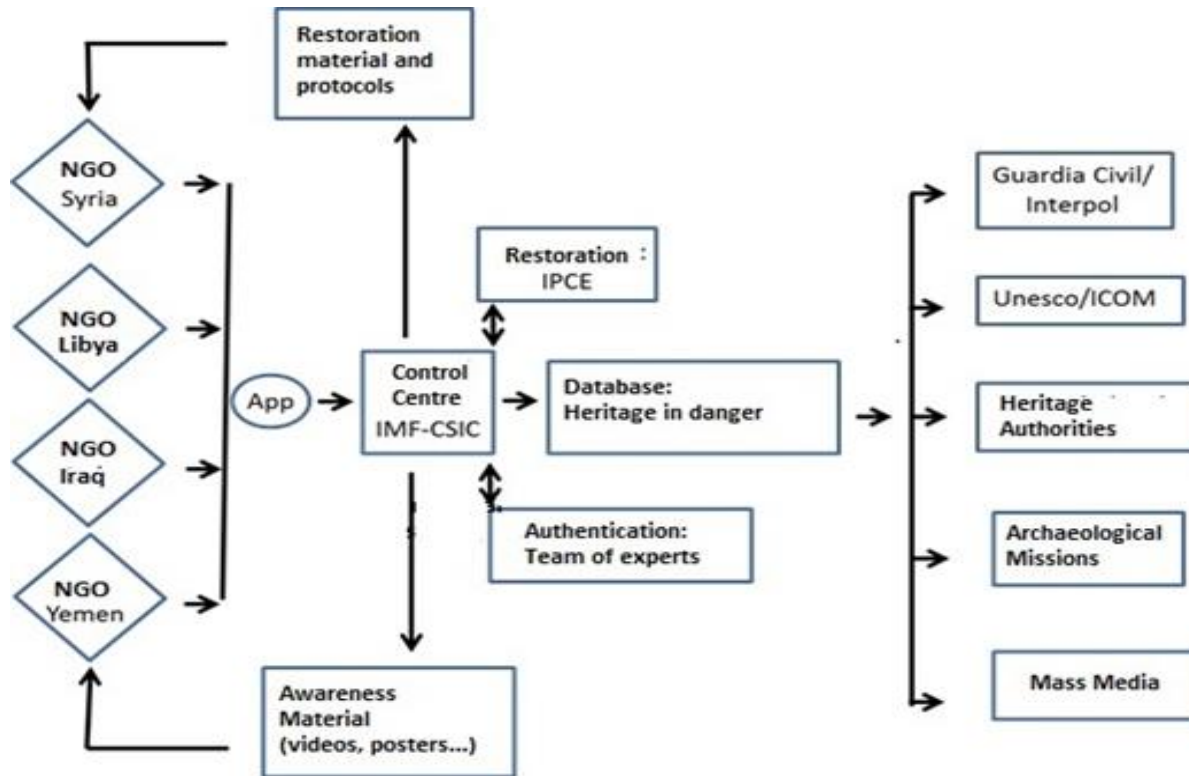 Restoration
material and
protocols
NGO
Syria
NGO
Libya
NGO
Iraq
NGO
Yemen
App
Restoration :
IPCE
Control
Centre
IMF-CSIC
Database:
Heritage in danger
Authentication:
Team of experts
Awareness
Material
(videos, posters...)
Guardia Civil/
Interpol
Unesco/ICOM
Heritage
Authorities
Archaeological
Missions
Mass Media